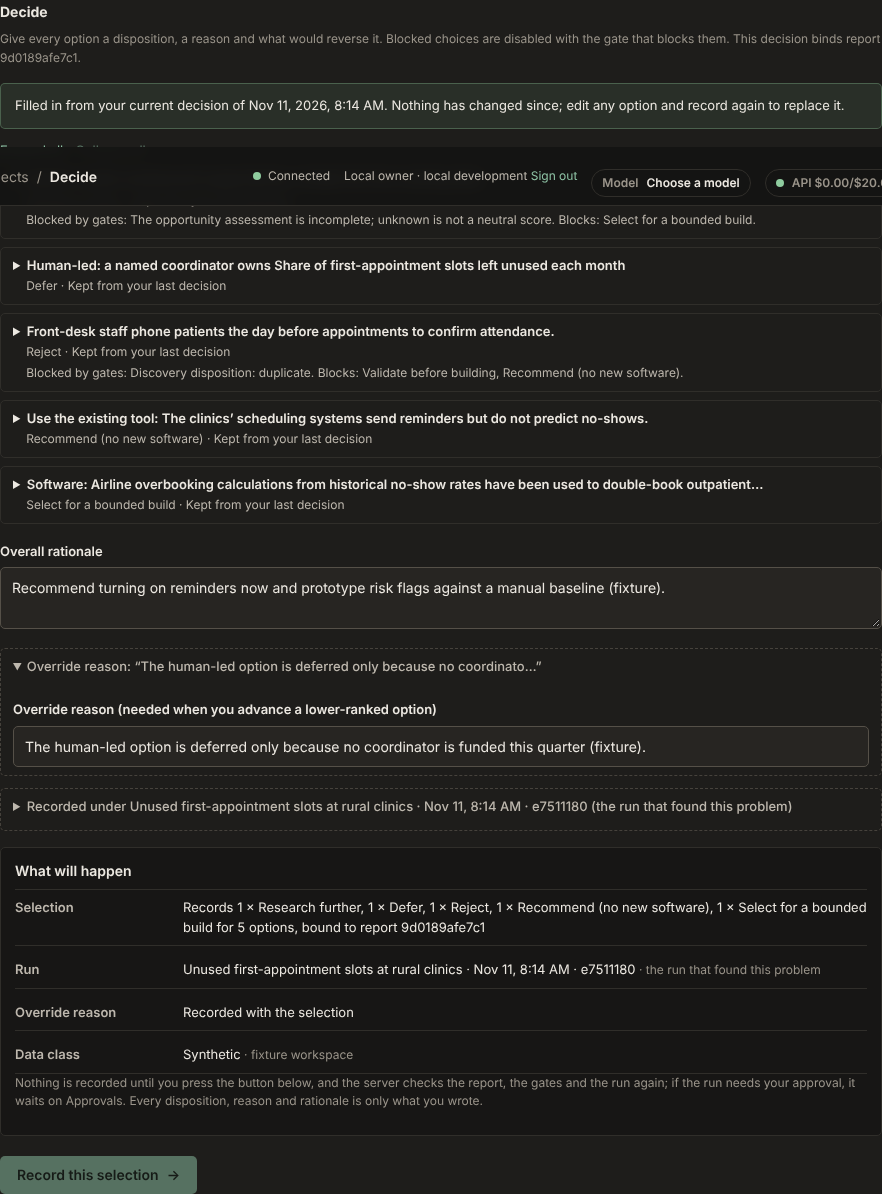 Decide
Give every option a disposition, a reason and what would reverse it. Blocked choices are disabled with the gate that blocks them. This decision binds report
9d0189afe7c1.
Filled in from your current decision of Nov 11, 2026, 8:14 AM. Nothing has changed since; edit any option and record again to replace it.
ects / Decide
Connected
Local owner · local development Sign out
Model Choose a model
API $0.00/$20.
Blocked by gates: The opportunity assessment is incomplete; unknown is not a neutral score. Blocks: Select for a bounded build.
▶ Human-led: a named coordinator owns Share of first-appointment slots left unused each month
Defer · Kept from your last decision
▶ Front-desk staff phone patients the day before appointments to confirm attendance.
Reject · Kept from your last decision
Blocked by gates: Discovery disposition: duplicate. Blocks: Validate before building, Recommend (no new software).
▶ Use the existing tool: The clinics’ scheduling systems send reminders but do not predict no-shows.
Recommend (no new software) · Kept from your last decision
▶ Software: Airline overbooking calculations from historical no-show rates have been used to double-book outpatient…
Select for a bounded build · Kept from your last decision
Overall rationale
Recommend turning on reminders now and prototype risk flags against a manual baseline (fixture).
▼ Override reason: “The human-led option is deferred only because no coordinato…”
Override reason (needed when you advance a lower-ranked option)
The human-led option is deferred only because no coordinator is funded this quarter (fixture).
▶ Recorded under Unused first-appointment slots at rural clinics · Nov 11, 8:14 AM · e7511180 (the run that found this problem)
What will happen
Selection
Records 1 × Research further, 1 × Defer, 1 × Reject, 1 × Recommend (no new software), 1 × Select for a bounded
build for 5 options, bound to report 9d0189afe7c1
Run
Unused first-appointment slots at rural clinics · Nov 11, 8:14 AM · e7511180 · the run that found this problem
Override reason
Recorded with the selection
Data class
Synthetic · fixture workspace
Nothing is recorded until you press the button below, and the server checks the report, the gates and the run again; if the run needs your approval, it
waits on Approvals. Every disposition, reason and rationale is only what you wrote.
Record this selection →